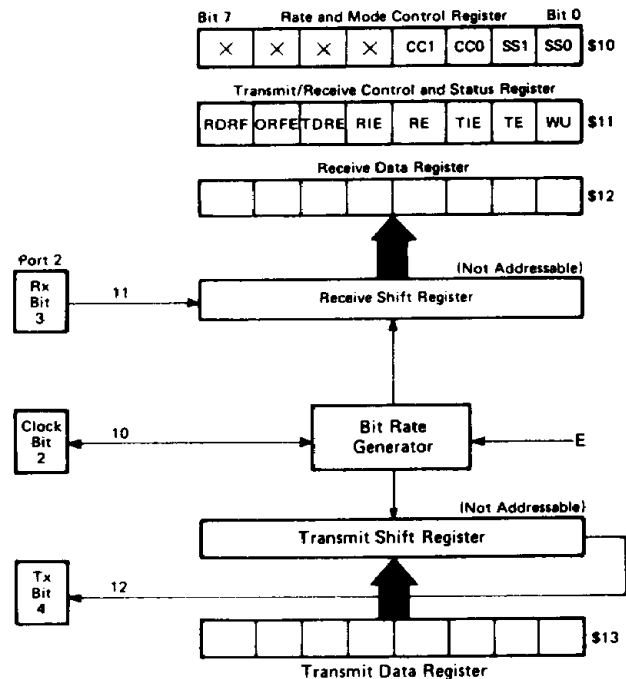 Bit 7 Rate and Mode Control Register Bit 0
X X X X CC1 CC0 SS1 SS0 $10
Transmit/Receive Control and Status Register
RDRF ORFE TDRE RIE RE TIE TE WU $11
Receive Data Register
$12
Port 2
(Not Addressable)
Rx
Bit
3
11
Receive Shift Register
Clock
Bit
2
10
Bit Rate
Generator
E
(Not Addressable)
Transmit Shift Register
Tx
Bit
4
12
$13
Transmit Data Register